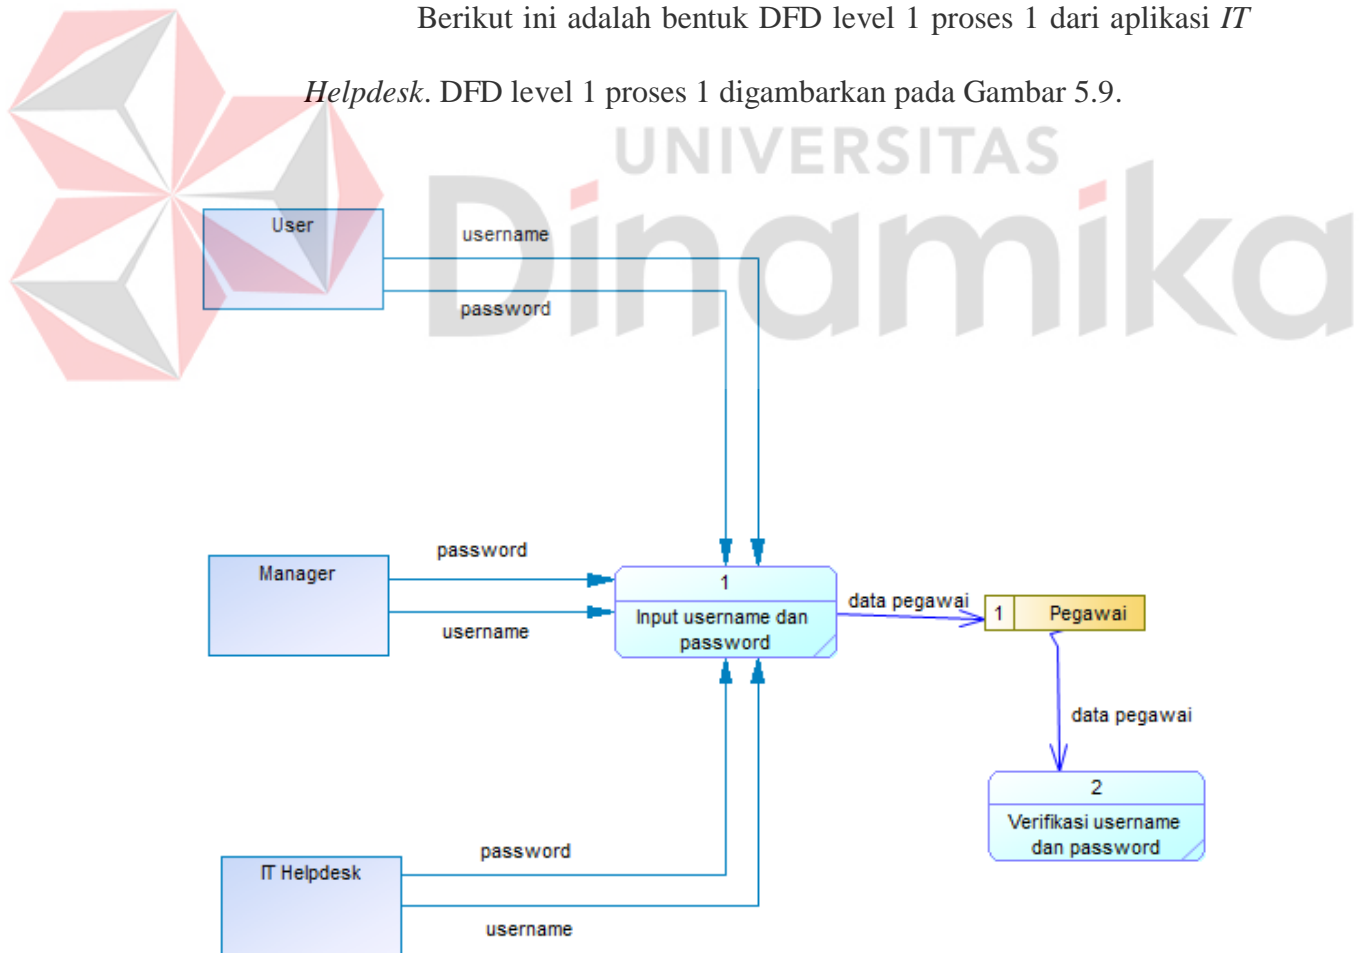 Berikut ini adalah bentuk DFD level 1 proses 1 dari aplikasi IT
Helpdesk. DFD level 1 proses 1 digambarkan pada Gambar 5.9.
UNIVERSITAS
Dinamika
User
username
password
Manager
password
username
1
Input username dan
password
data pegawai
1 Pegawai
data pegawai
2
Verifikasi username
dan password
IT Helpdesk
password
username